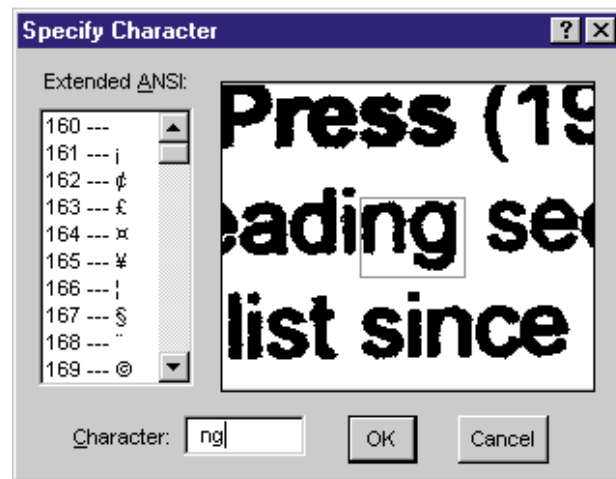 Specify Character
Extended ANSI:
160 ---
161 --- ¡
162 --- ¢
163 --- £
164 --- ¤
165 --- ¥
166 --- ¦
167 --- §
168 --- ¨
169 --- ©
Press (19
eading se
list since
Character: ng
OK
Cancel